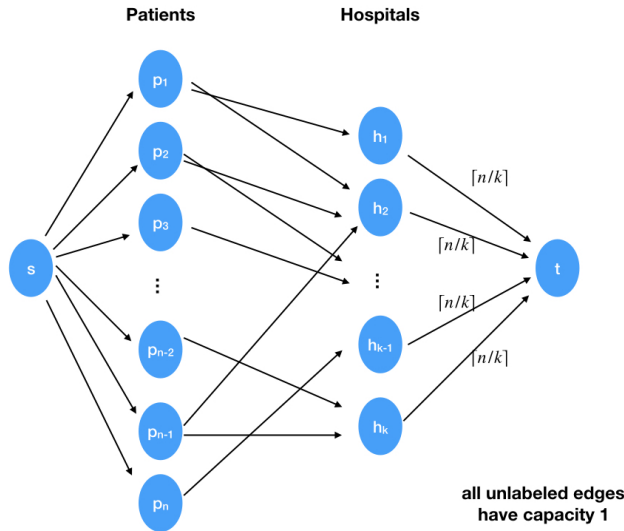 Patients
Hospitals
p₁
h₁
⌈n/k⌉
p₂
h₂
p₃
⌈n/k⌉
s
t
...
...
⌈n/k⌉
pₙ₋₂
hₖ₋₁
⌈n/k⌉
pₙ₋₁
hₖ
pₙ
all unlabeled edges
have capacity 1